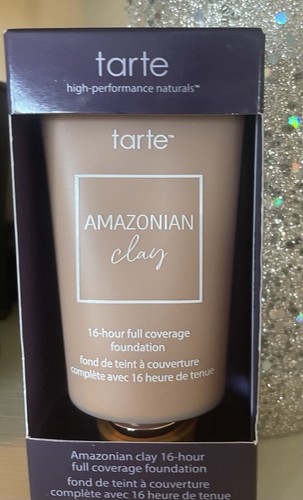 tarte
high-performance naturals™
tarte™
AMAZONIAN
clay
16-hour full coverage
foundation
fond de teint à couverture
complète avec 16 heure de tenue
Amazonian clay 16-hour
full coverage foundation
fond de teint à couverture
complète avec 16 heure de tenue